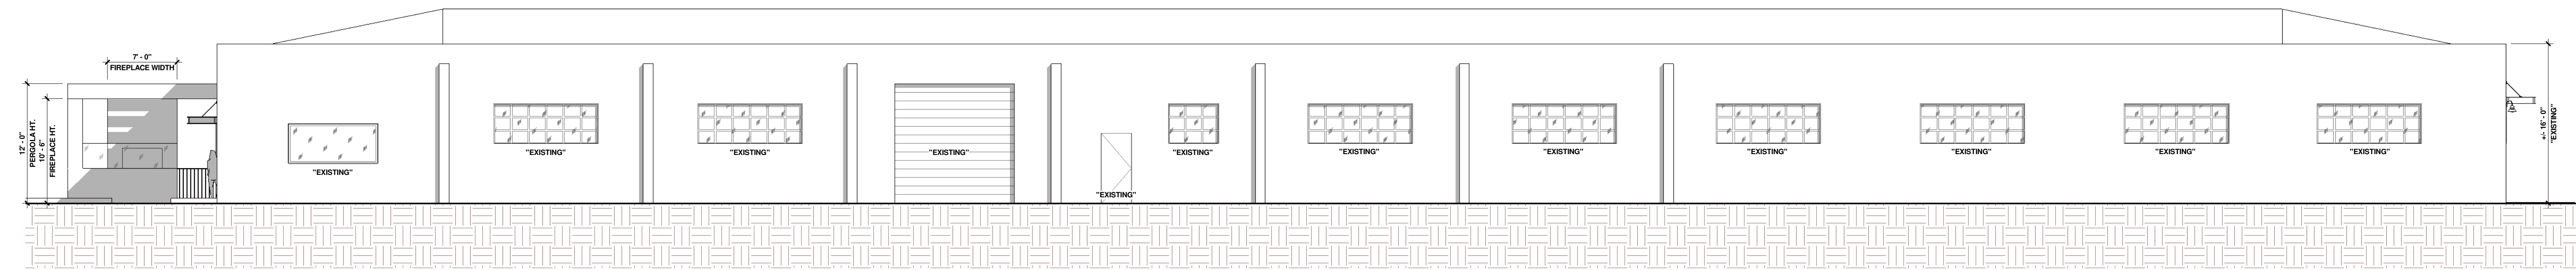 7' - 0"
FIREPLACE WIDTH
12' - 0"
PERGOLA HT.
10' - 6"
FIREPLACE HT.
"EXISTING"
"EXISTING"
"EXISTING"
"EXISTING"
"EXISTING"
"EXISTING"
"EXISTING"
"EXISTING"
"EXISTING"
"EXISTING"
"EXISTING"
"EXISTING"
+/- 16' - 0"
"EXISTING"